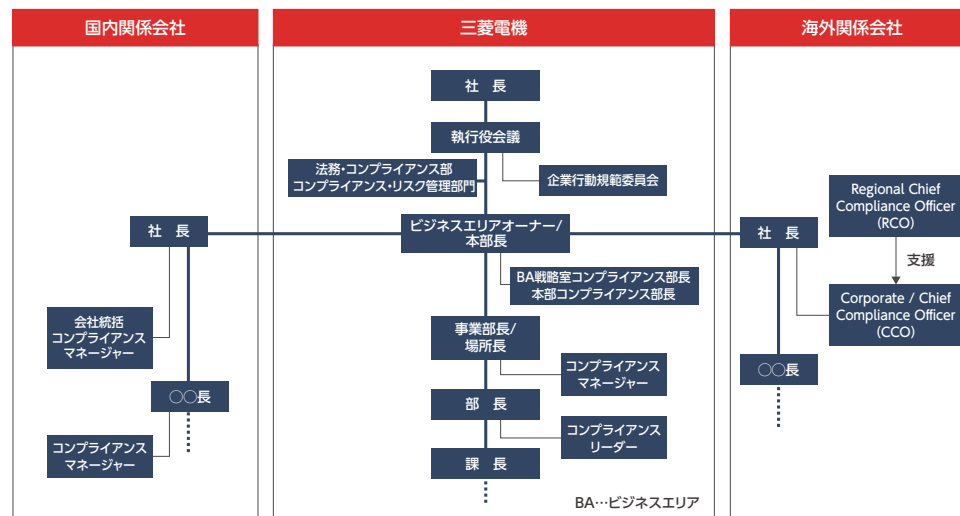 国内関係会社
三菱電機
海外関係会社
社 長
執行役会議
法務・コンプライアンス部
コンプライアンス・リスク管理部門
企業行動規範委員会
ビジネスエリアオーナー/
本部長
BA戦略室コンプライアンス部長
本部コンプライアンス部長
事業部長/
場所長
コンプライアンス
マネージャー
部 長
コンプライアンス
リーダー
課 長
BA…ビジネスエリア
社 長
会社統括
コンプライアンス
マネージャー
○○長
コンプライアンス
マネージャー
社 長
Regional Chief
Compliance Officer
(RCO)
支援
Corporate / Chief
Compliance Officer
(CCO)
○○長